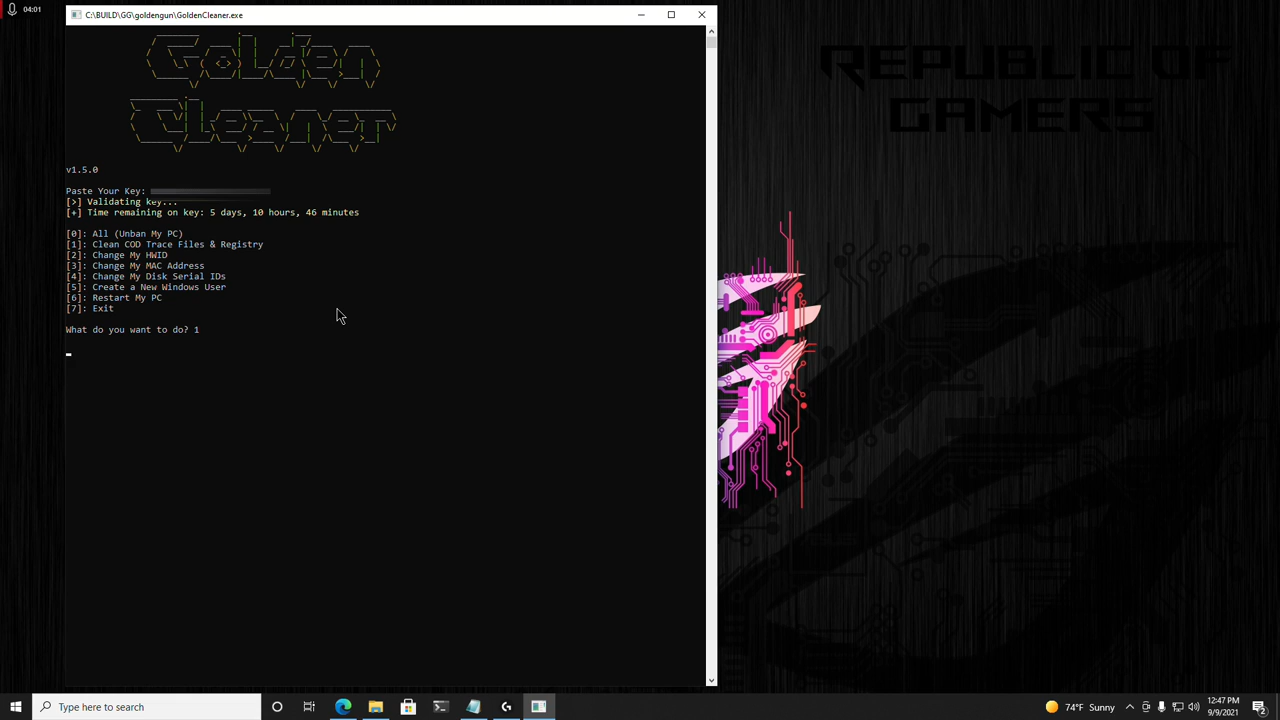 04:01
C:\BUILD\GG\goldengun\GoldenCleaner.exe
Golden
Cleaner
v1.5.0
Paste Your Key:
[>] Validating key...
[+] Time remaining on key: 5 days, 10 hours, 46 minutes
[0]: All (Unban My PC)
[1]: Clean COD Trace Files & Registry
[2]: Change My HWID
[3]: Change My MAC Address
[4]: Change My Disk Serial IDs
[5]: Create a New Windows User
[6]: Restart My PC
[7]: Exit
What do you want to do? 1
REPUBLIC OF
GAMERS
Type here to search
74°F Sunny
12:47 PM
9/9/2021
2